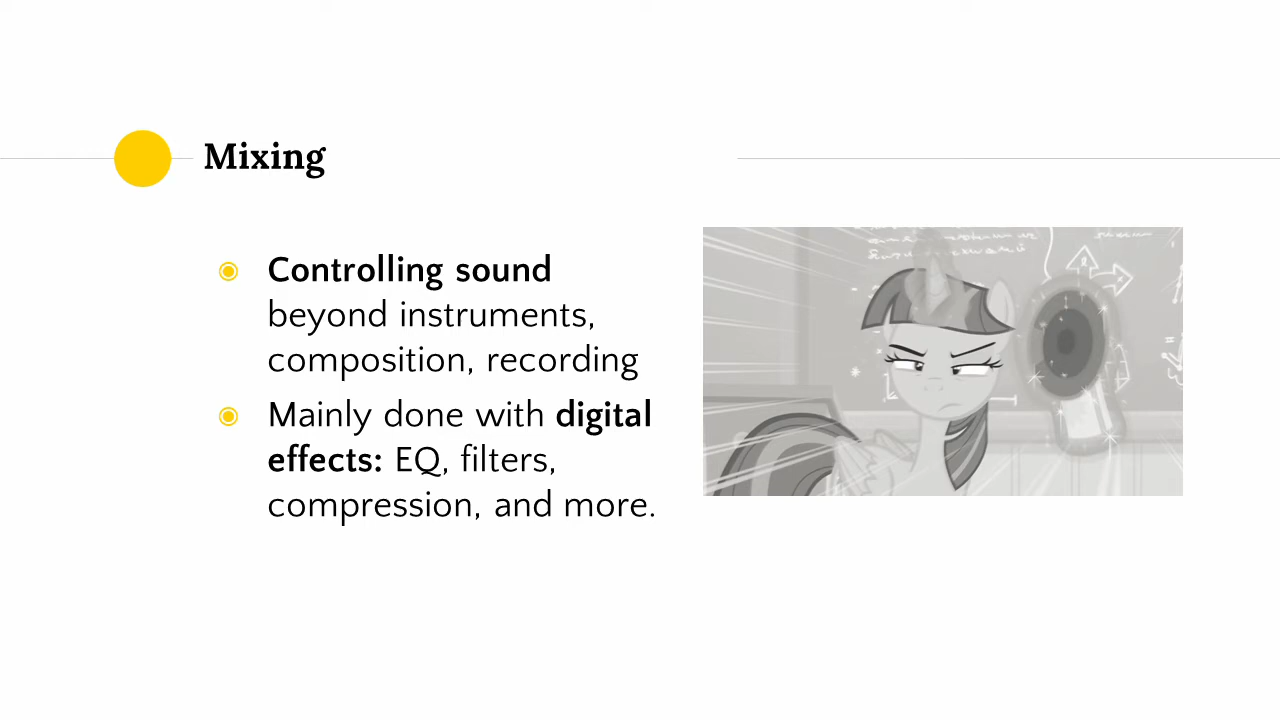 Mixing
Controlling sound
beyond instruments,
composition, recording
Mainly done with digital
effects: EQ, filters,
compression, and more.